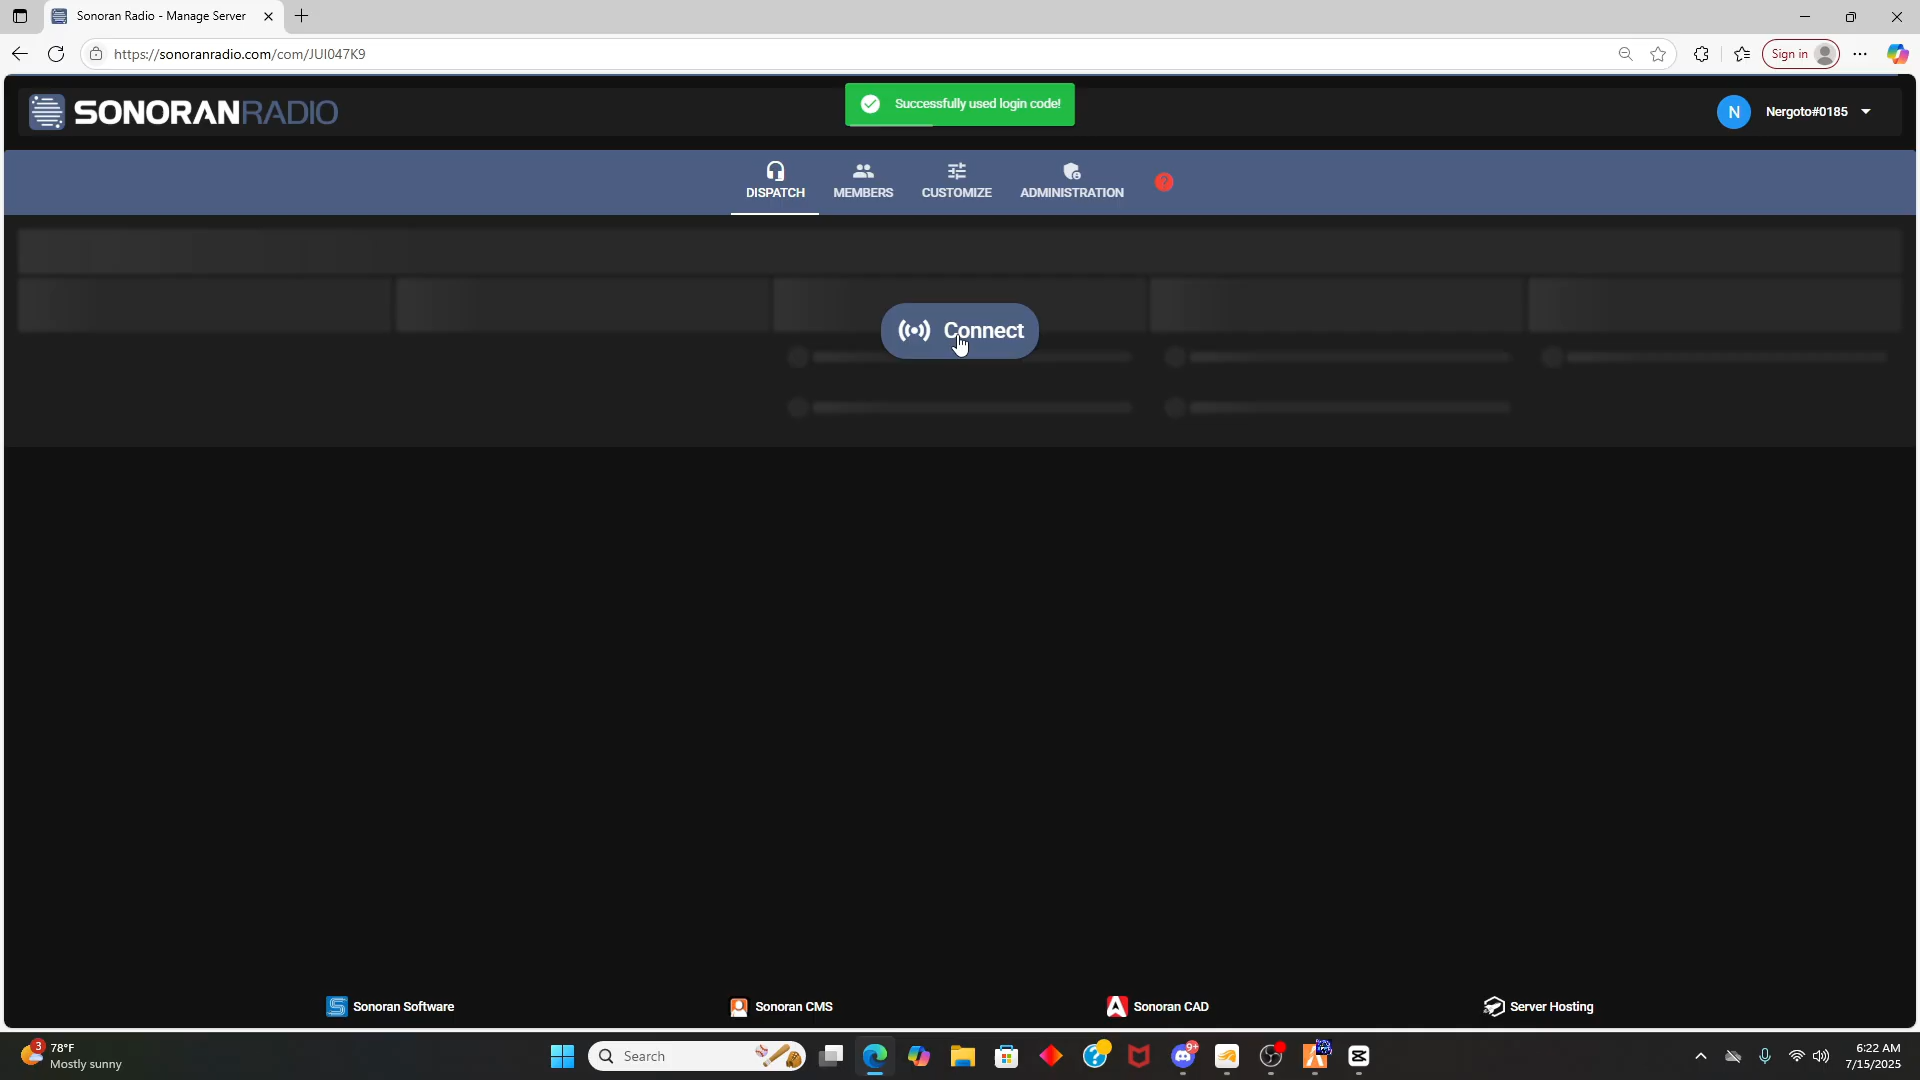 Sonoran Radio - Manage Server
https://sonoranradio.com/com/JUI047K9
Sign in
SONORANRADIO
Successfully used login code!
N
Nergoto#0185
DISPATCH
MEMBERS
CUSTOMIZE
ADMINISTRATION
?
Connect
Sonoran Software
Sonoran CMS
Sonoran CAD
Server Hosting
3
78°F
Mostly sunny
Search
9+
6:22 AM
7/15/2025